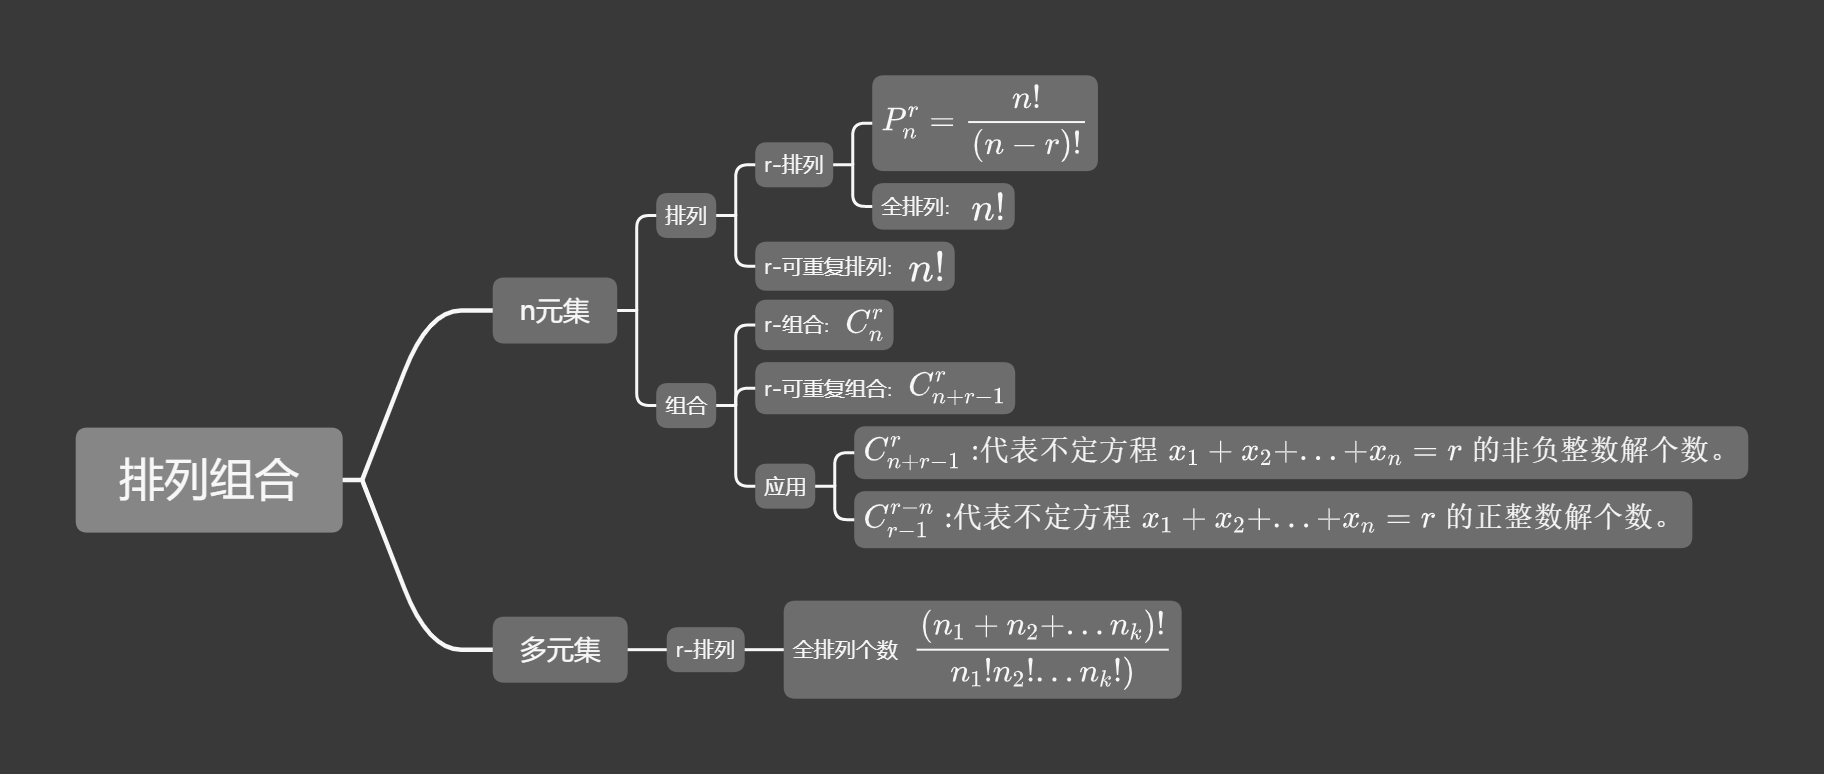 排列组合
n元集
排列
r-排列
P_n^r = \frac{n!}{(n-r)!}
全排列: n!
r-可重复排列: n!
组合
r-组合: C_n^r
r-可重复组合: C_{n+r-1}^r
应用
C_{n+r-1}^r :代表不定方程 x_1 + x_2+...+x_n = r 的非负整数解个数。
C_{r-1}^{r-n} :代表不定方程 x_1 + x_2+...+x_n = r 的正整数解个数。
多元集
r-排列
全排列个数 \frac{(n_1 + n_2+...n_k)!}{n_1!n_2!...n_k!)}